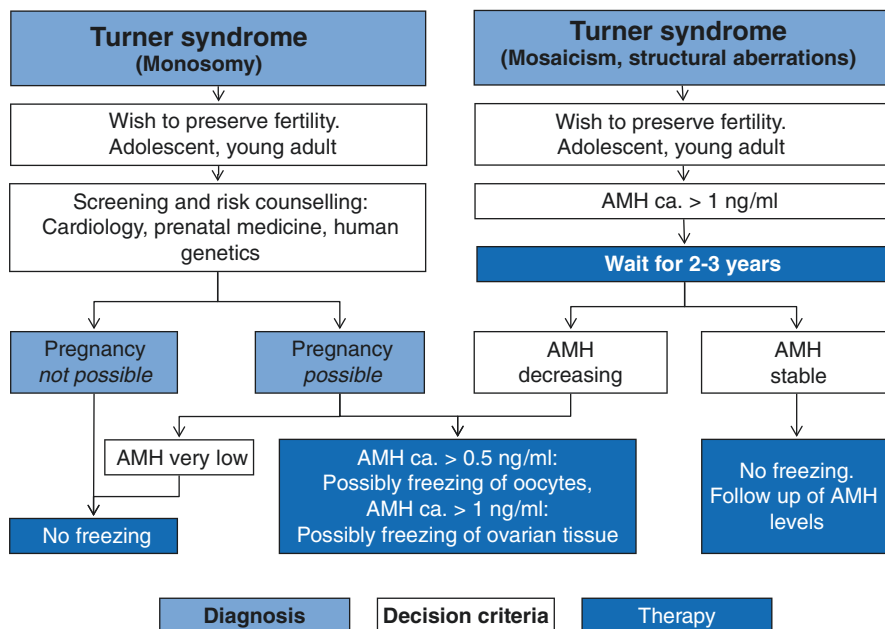 Turner syndrome
(Monosomy)
Wish to preserve fertility.
Adolescent, young adult
Screening and risk counselling:
Cardiology, prenatal medicine, human
genetics
Pregnancy
not possible
Pregnancy
possible
AMH very low
No freezing
Turner syndrome
(Mosaicism, structural aberrations)
Wish to preserve fertility.
Adolescent, young adult
AMH ca. > 1 ng/ml
Wait for 2-3 years
AMH
decreasing
AMH
stable
AMH ca. > 0.5 ng/ml:
Possibly freezing of oocytes,
AMH ca. > 1 ng/ml:
Possibly freezing of ovarian tissue
No freezing.
Follow up of AMH
levels
Diagnosis
Decision criteria
Therapy